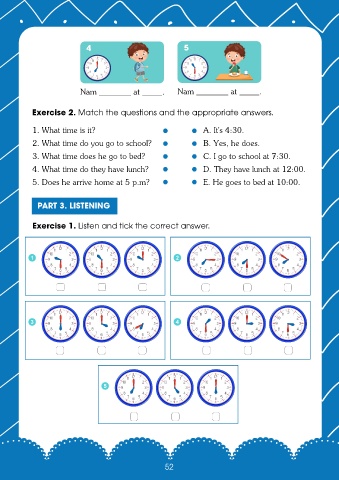 4
5
Nam ________ at _____.
Nam ________ at _____.
Exercise 2. Match the questions and the appropriate answers.
1. What time is it?
A. It's 4:30.
2. What time do you go to school?
B. Yes, he does.
3. What time does he go to bed?
C. I go to school at 7:30.
4. What time do they have lunch?
D. They have lunch at 12:00.
5. Does he arrive home at 5 p.m?
E. He goes to bed at 10:00.
PART 3. LISTENING
Exercise 1. Listen and tick the correct answer.
1
2
3
4
5
52